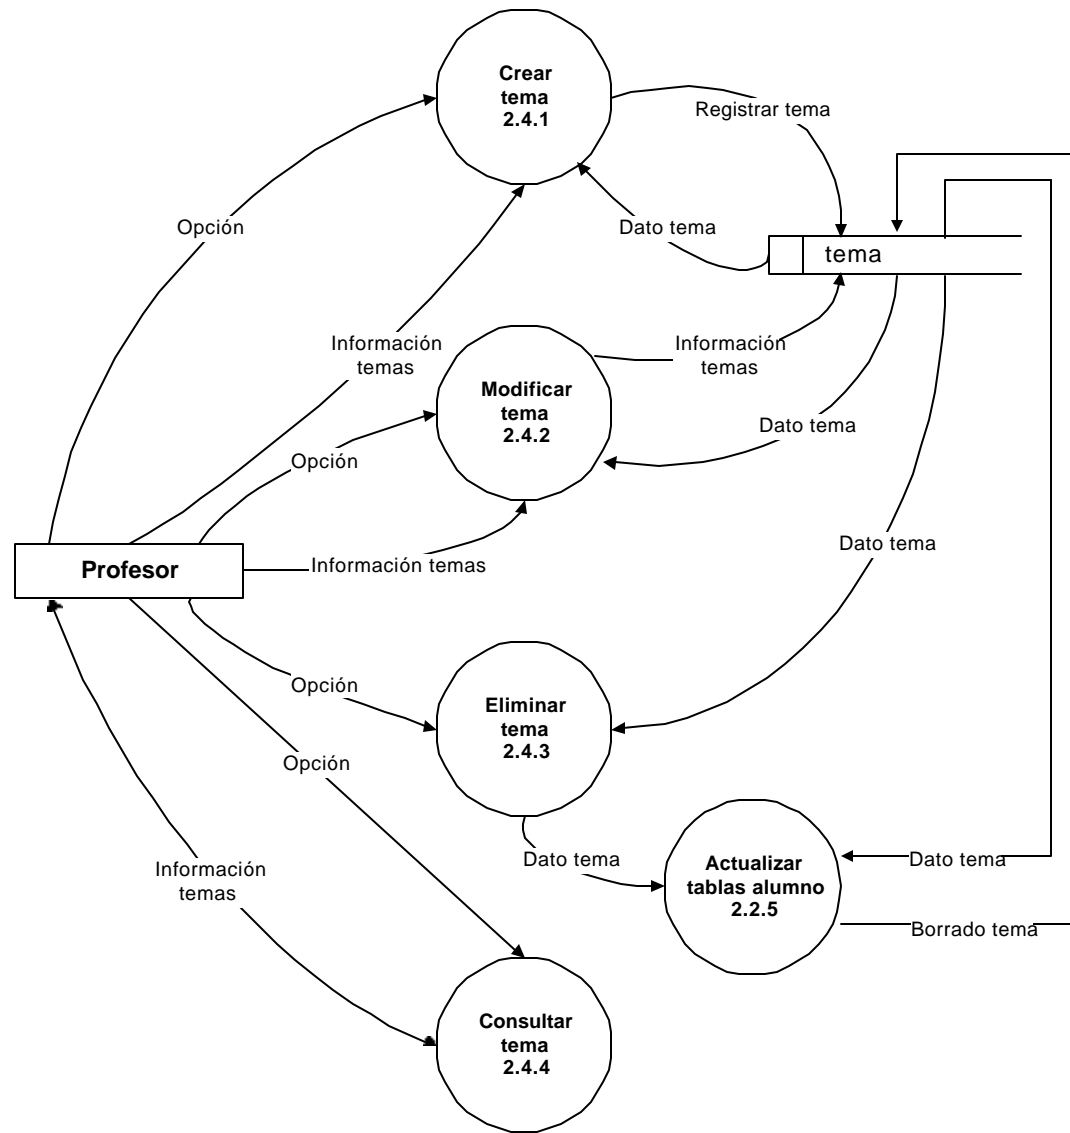 Crear
tema
2.4.1
Registrar tema
Opción
Dato tema
tema
Información
temas
Modificar
tema
2.4.2
Información
temas
Dato tema
Opción
Información temas
Profesor
Dato tema
Opción
Eliminar
tema
2.4.3
Opción
Dato tema
Actualizar
tablas alumno
2.2.5
Dato tema
Borrado tema
Información
temas
Consultar
tema
2.4.4